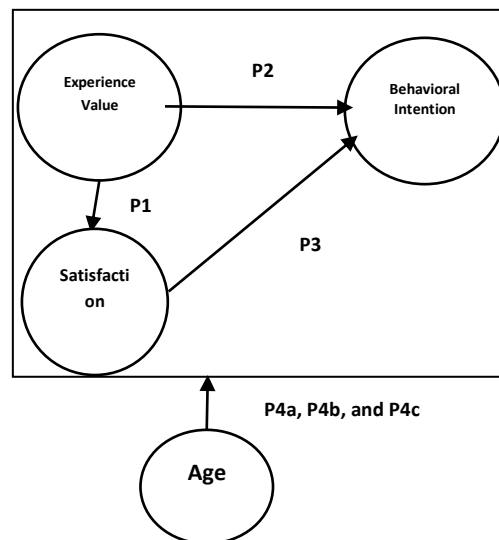 P2
Experience
Value
Behavioral
Intention
P1
P3
Satisfacti
on
P4a, P4b, and P4c
Age